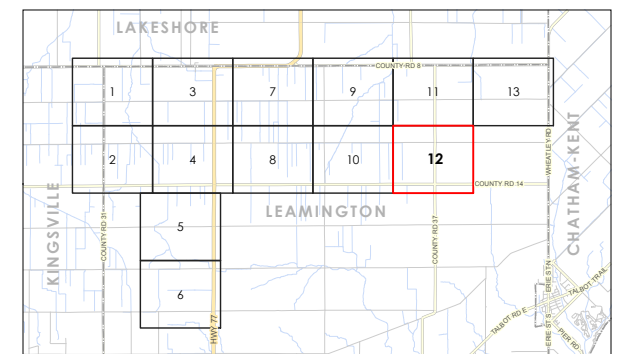 LAKESHORE
COUNTY RD 8
1
3
7
9
11
13
2
4
8
10
12
WHEATLEY RD
CHATHAM-KENT
COUNTY RD 14
KINGSVILLE
COUNTY RD 31
5
LEAMINGTON
COUNTY RD 37
6
HWY 77
ERIE ST N
TALBOT TRAIL
TALBOT RD E
ERIE ST S
PIER RD